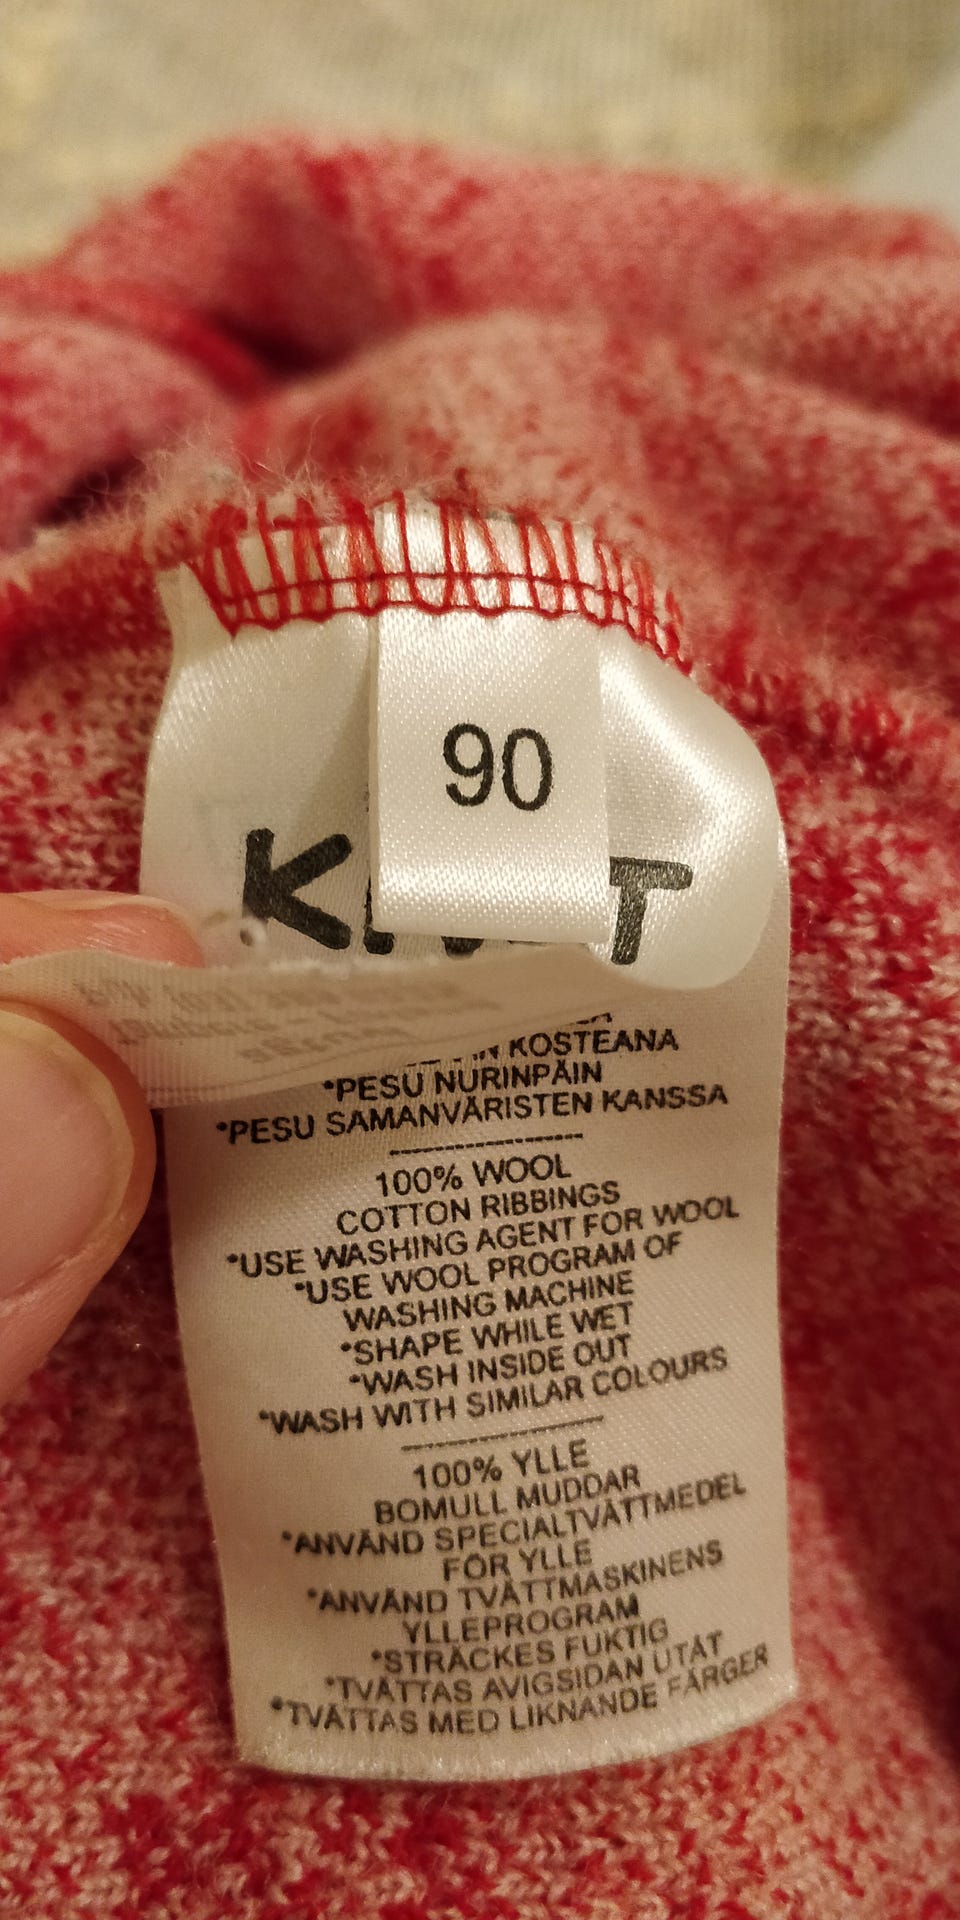 90
KOSTEANA
*PESU NURINPÄIN
*PESU SAMANVÄRISTEN KANSSA
--------------------
100% WOOL
COTTON RIBBINGS
*USE WASHING AGENT FOR WOOL
*USE WOOL PROGRAM OF
WASHING MACHINE
*SHAPE WHILE WET
*WASH INSIDE OUT
*WASH WITH SIMILAR COLOURS
--------------------
100% YLLE
BOMULL MUDDAR
*ANVÄND SPECIALTVÄTTMEDEL
FÖR YLLE
*ANVÄND TVÄTTMASKINENS
YLLEPROGRAM
*STRÄCKES FUKTIG
*TVÄTTAS AVIGSIDAN UTÅT
*TVÄTTAS MED LIKNANDE FÄRGER